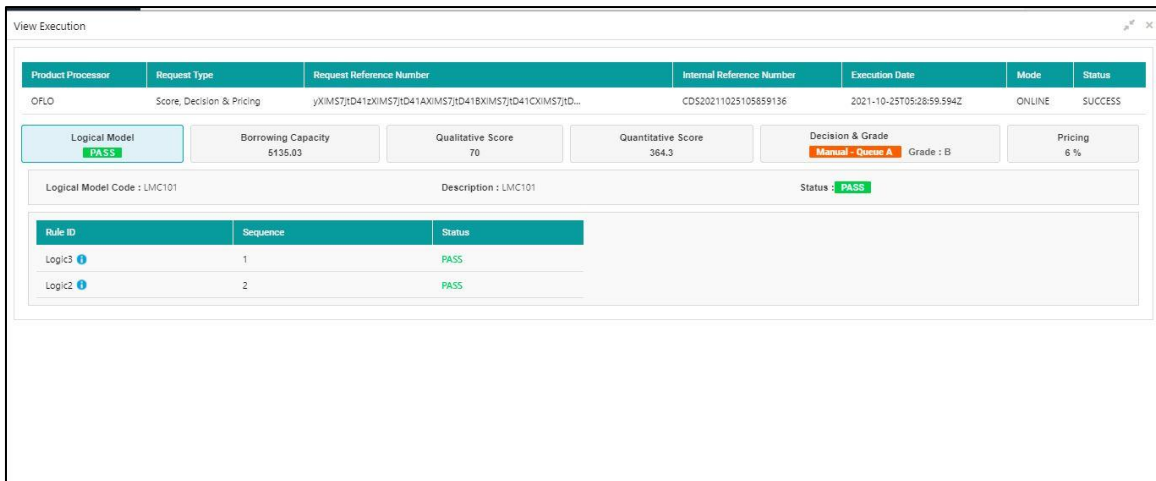 View Execution
Product Processor Request Type Request Reference Number Internal Reference Number Execution Date Mode Status
OFLO Score, Decision & Pricing yXIMS7JtD41zXIMS7JtD41AXIMS7JtD41BXIMS7JtD41CXIMS7JtD... CDS20211025105859136 2021-10-25T05:28:59.594Z ONLINE SUCCESS
Logical Model Borrowing Capacity Qualitative Score Quantitative Score Decision & Grade Pricing
PASS 5135.03 70 364.3 Manual - Queue A Grade : B 6 %
Logical Model Code : LMC101 Description : LMC101 Status : PASS
Rule ID Sequence Status
Logic3 1 PASS
Logic2 2 PASS